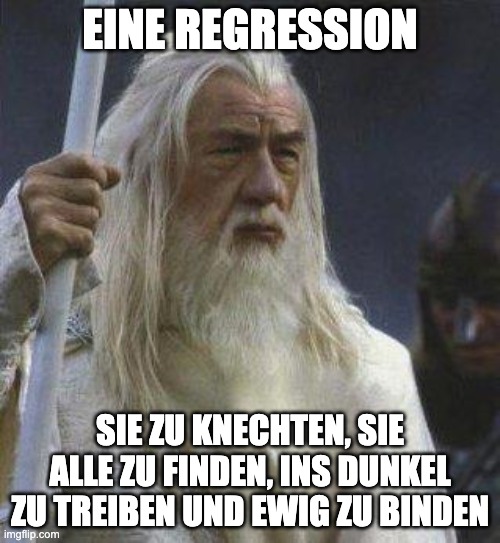 EINE REGRESSION
SIE ZU KNECHTEN, SIE
ALLE ZU FINDEN, INS DUNKEL
ZU TREIBEN UND EWIG ZU BINDEN
imgflip.com